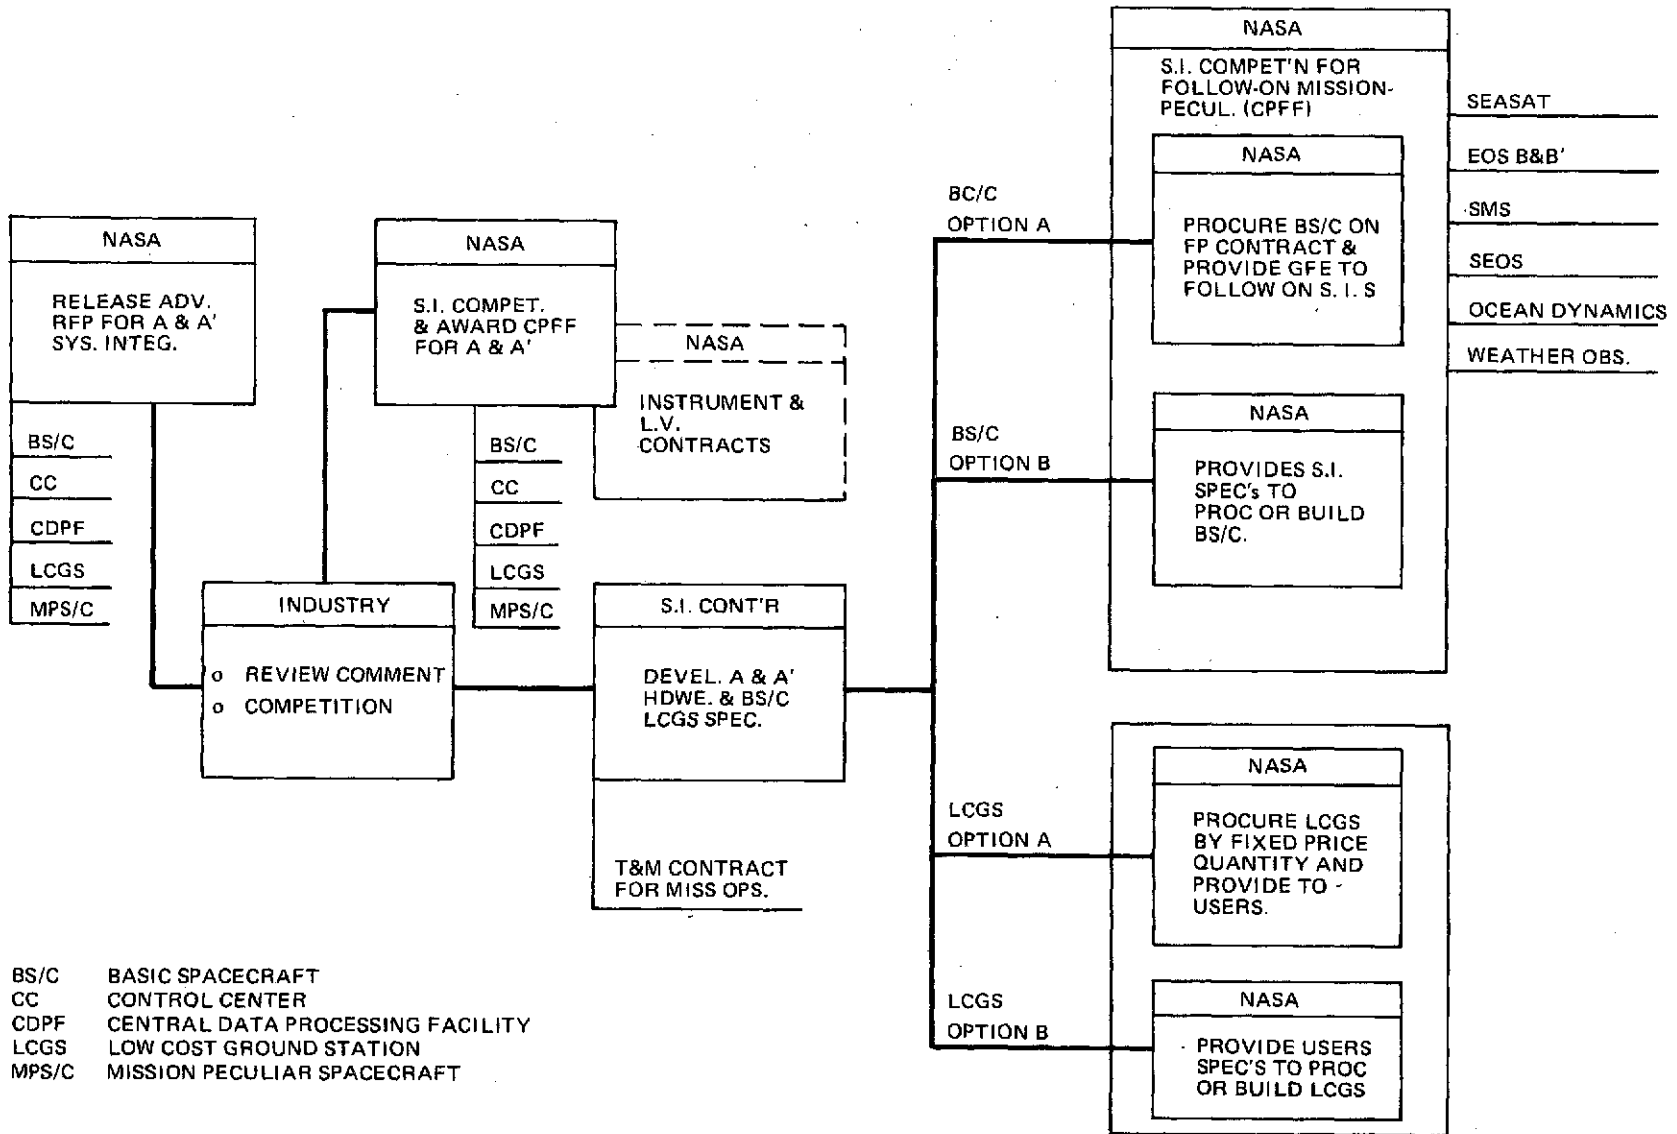 NASA
RELEASE ADV.
RFP FOR A & A'
SYS. INTEG.
BS/C
CC
CDPF
LCGS
MPS/C
INDUSTRY
o REVIEW COMMENT
o COMPETITION
NASA
S.I. COMPET.
& AWARD CPFF
FOR A & A'
NASA
INSTRUMENT &
L.V.
CONTRACTS
BS/C
CC
CDPF
LCGS
MPS/C
S.I. CONT'R
DEVEL. A & A'
HDWE. & BS/C
LCGS SPEC.
T&M CONTRACT
FOR MISS OPS.
BC/C
OPTION A
BS/C
OPTION B
LCGS
OPTION A
LCGS
OPTION B
NASA
S.I. COMPET'N FOR
FOLLOW-ON MISSION-
PECUL. (CPFF)
NASA
PROCURE BS/C ON
FP CONTRACT &
PROVIDE GFE TO
FOLLOW ON S. I. S
NASA
PROVIDES S.I.
SPEC's TO
PROC OR BUILD
BS/C.
SEASAT
EOS B&B'
SMS
SEOS
OCEAN DYNAMICS
WEATHER OBS.
NASA
PROCURE LCGS
BY FIXED PRICE
QUANTITY AND
PROVIDE TO -
USERS.
NASA
PROVIDE USERS
SPEC'S TO PROC
OR BUILD LCGS
BS/C BASIC SPACECRAFT
CC CONTROL CENTER
CDPF CENTRAL DATA PROCESSING FACILITY
LCGS LOW COST GROUND STATION
MPS/C MISSION PECULIAR SPACECRAFT